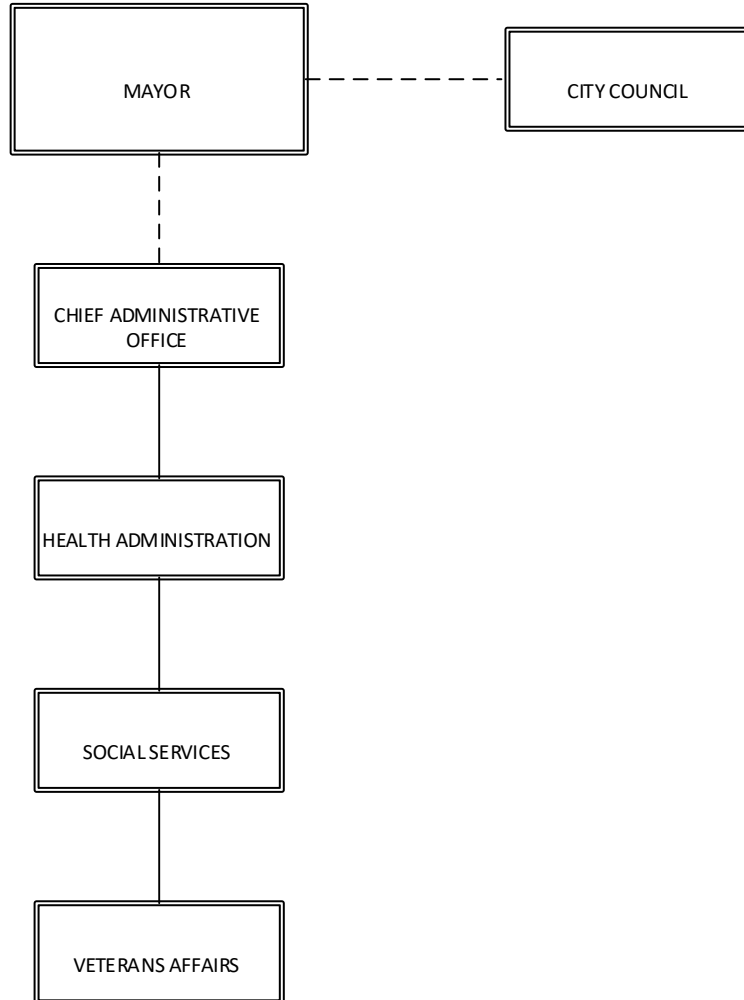 MAYOR
CITY COUNCIL
CHIEF ADMINISTRATIVE
OFFICE
HEALTH ADMINISTRATION
SOCIAL SERVICES
VETERANS AFFAIRS